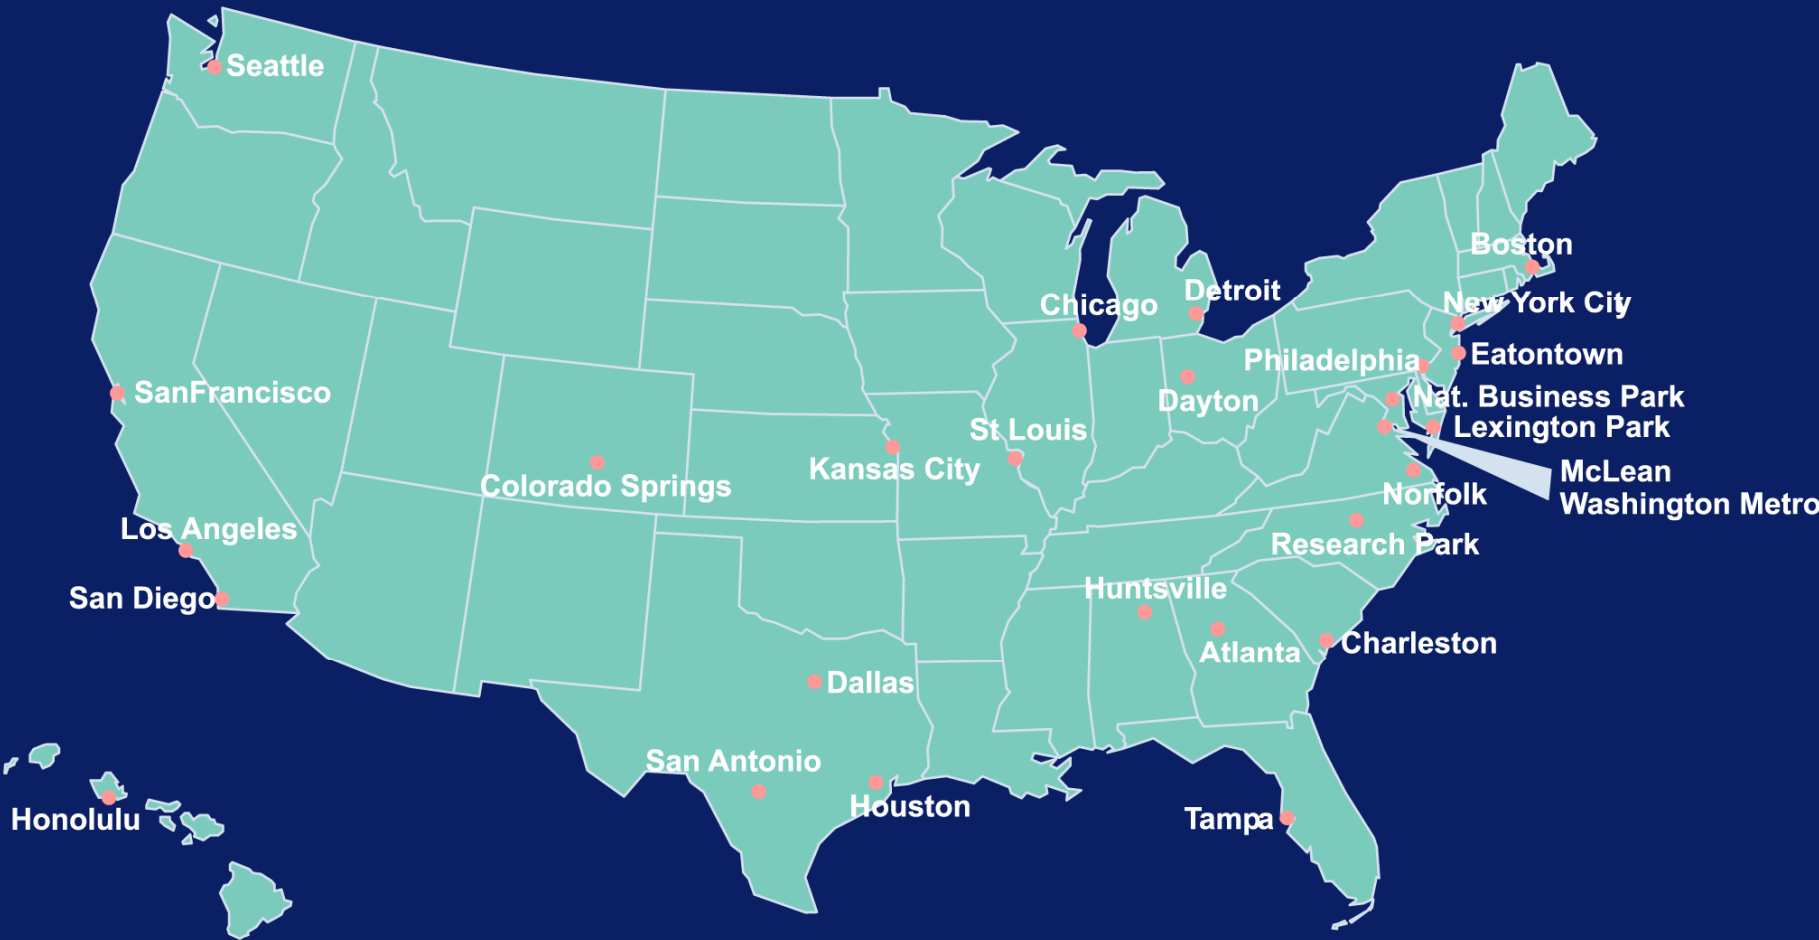 Seattle
Boston
Detroit
New York City
Chicago
Eatontown
Philadelphia
SanFrancisco
Nat. Business Park
Dayton
Lexington Park
St Louis
Kansas City
McLean
Colorado Springs
Norfolk
Washington Metro
Los Angeles
Research Park
Huntsville
San Diego
Charleston
Atlanta
Dallas
San Antonio
Houston
Tampa
Honolulu